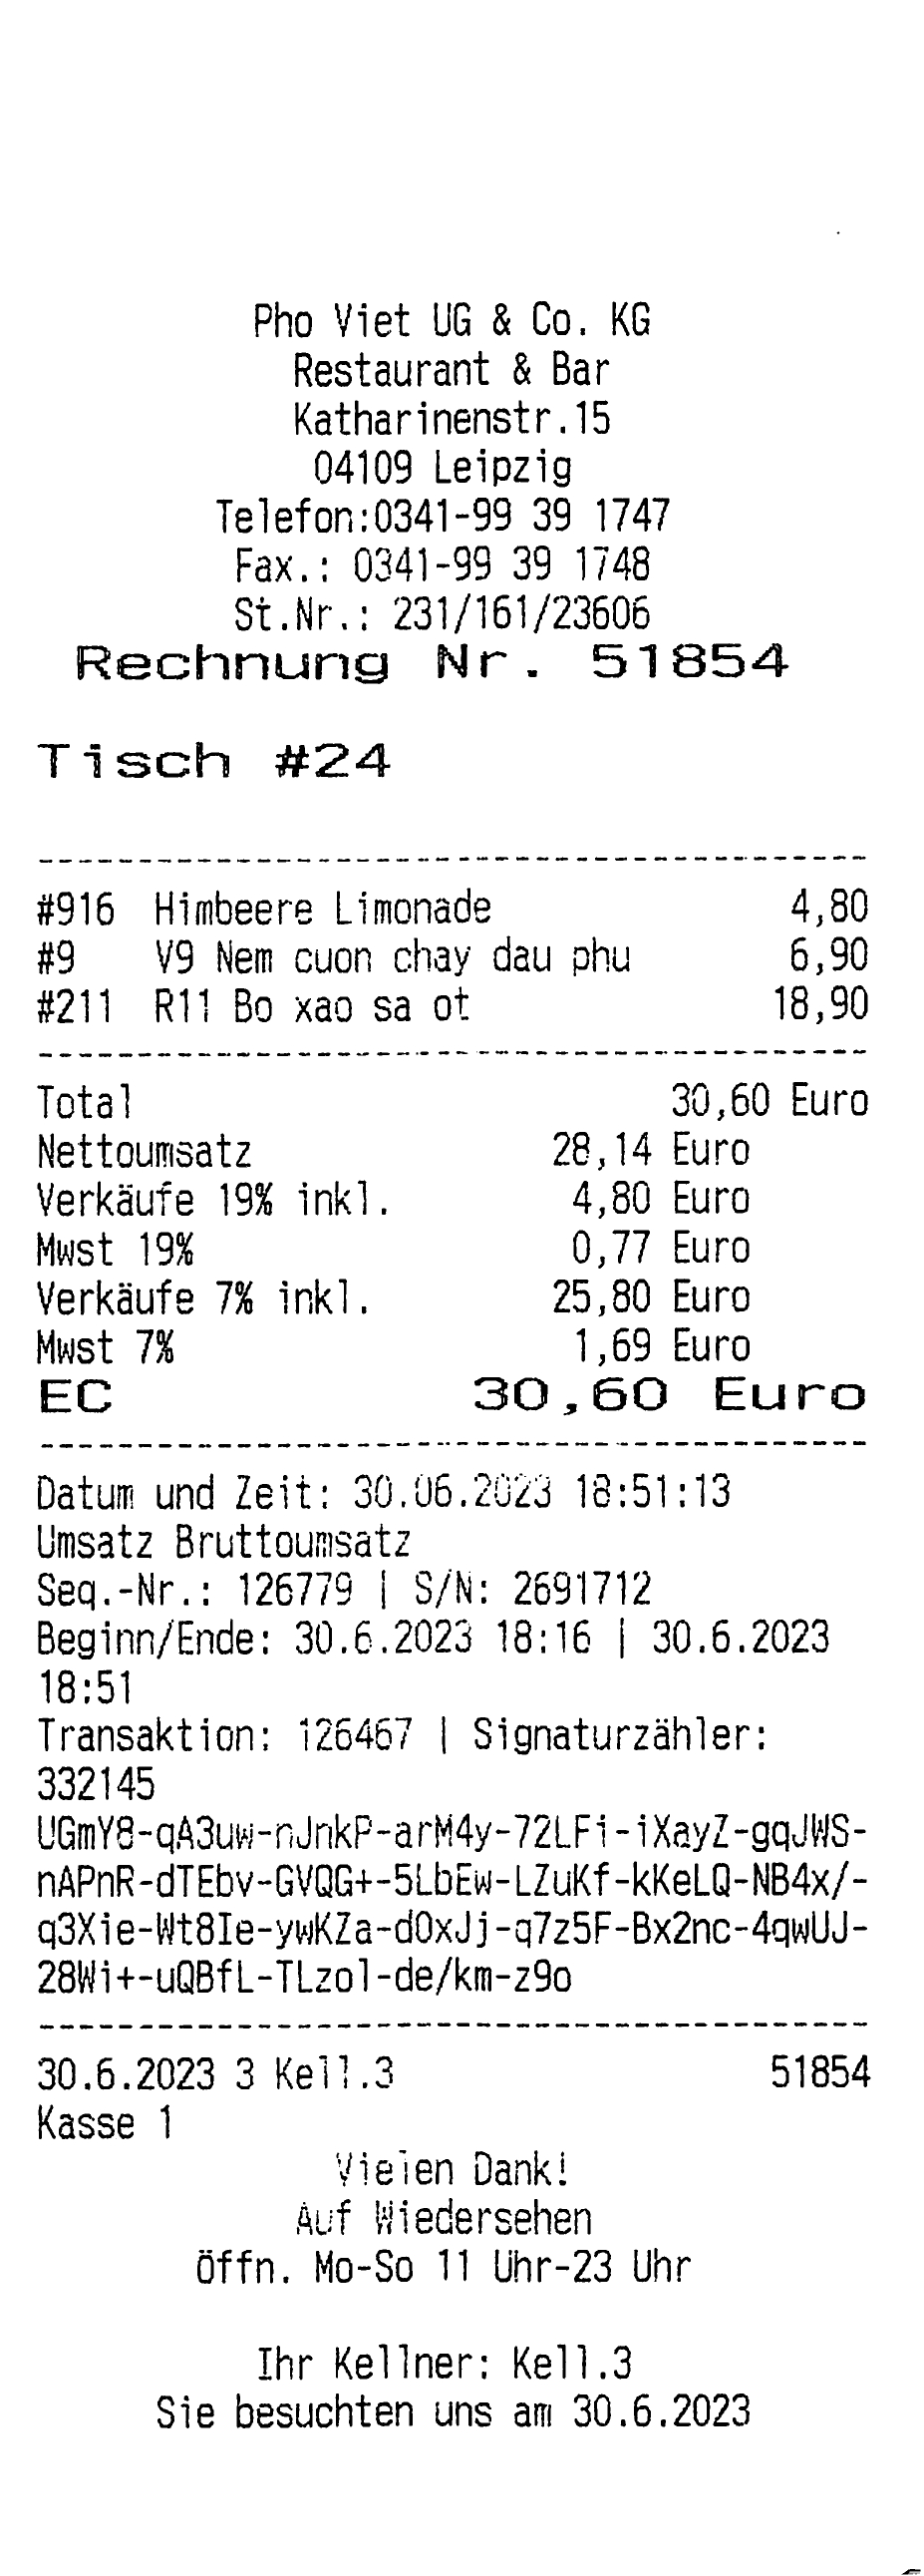 Pho Viet UG & Co. KG
Restaurant & Bar
Katharinenstr.15
04109 Leipzig
Telefon:0341-99 39 1747
Fax.: 0341-99 39 1748
St.Nr.: 231/161/23606
Rechnung Nr. 51854
Tisch #24
#916 Himbeere Limonade 4,80
#9 V9 Nem cuon chay dau phu 6,90
#211 R11 Bo xao sa ot 18,90
Total 30,60 Euro
Nettoumsatz 28,14 Euro
Verkäufe 19% inkl. 4,80 Euro
Mwst 19% 0,77 Euro
Verkäufe 7% inkl. 25,80 Euro
Mwst 7% 1,69 Euro
EC 30,60 Euro
Datum und Zeit: 30.06.2023 18:51:13
Umsatz Bruttoumsatz
Seq.-Nr.: 126779 | S/N: 2691712
Beginn/Ende: 30.6.2023 18:16 | 30.6.2023
18:51
Transaktion: 126467 | Signaturzähler:
332145
UGmY8-qA3uw-nJnkP-arM4y-72LFi-iXayZ-gqJWS-
nAPnR-dTEbv-GVQG+-5LbEw-LZuKf-kKeLQ-NB4x/-
q3Xie-Wt8Ie-ywKZa-dOxJj-q7z5F-Bx2nc-4qwUJ-
28Wi+-uQBfL-TLzol-de/km-z9o
30.6.2023 3 Kell.3 51854
Kasse 1
Vielen Dank!
Auf Wiedersehen
Öffn. Mo-So 11 Uhr-23 Uhr
Ihr Kellner: Kell.3
Sie besuchten uns am 30.6.2023